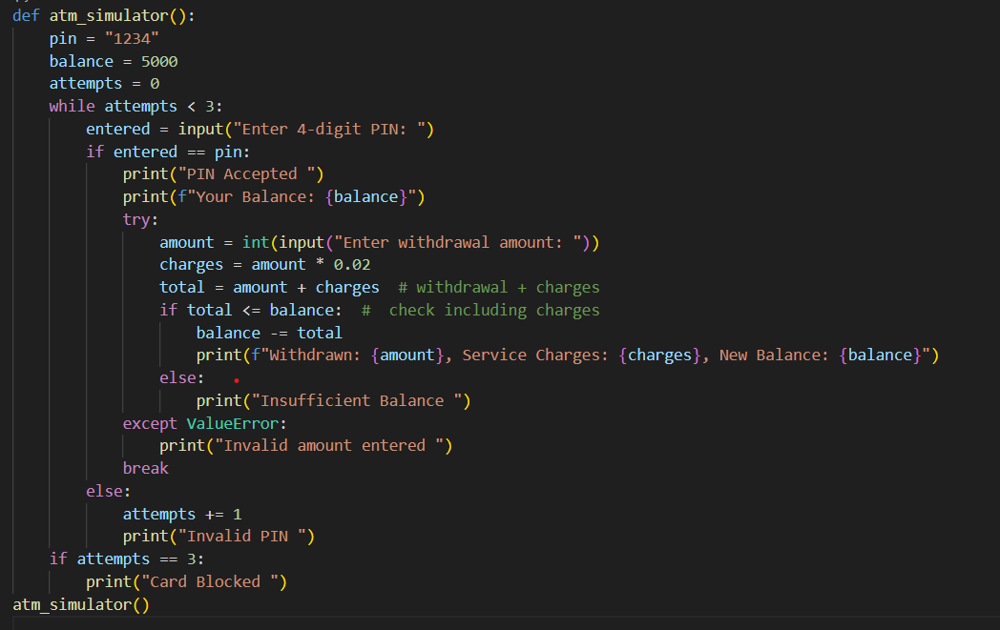 def atm_simulator():
    pin = "1234"
    balance = 5000
    attempts = 0
    while attempts < 3:
        entered = input("Enter 4-digit PIN: ")
        if entered == pin:
            print("PIN Accepted ")
            print(f"Your Balance: {balance}")
            try:
                amount = int(input("Enter withdrawal amount: "))
                charges = amount * 0.02
                total = amount + charges  # withdrawal + charges
                if total <= balance:  #  check including charges
                    balance -= total
                    print(f"Withdrawn: {amount}, Service Charges: {charges}, New Balance: {balance}")
                else:
                    print("Insufficient Balance ")
            except ValueError:
                print("Invalid amount entered ")
            break
        else:
            attempts += 1
            print("Invalid PIN ")
    if attempts == 3:
        print("Card Blocked ")
atm_simulator()